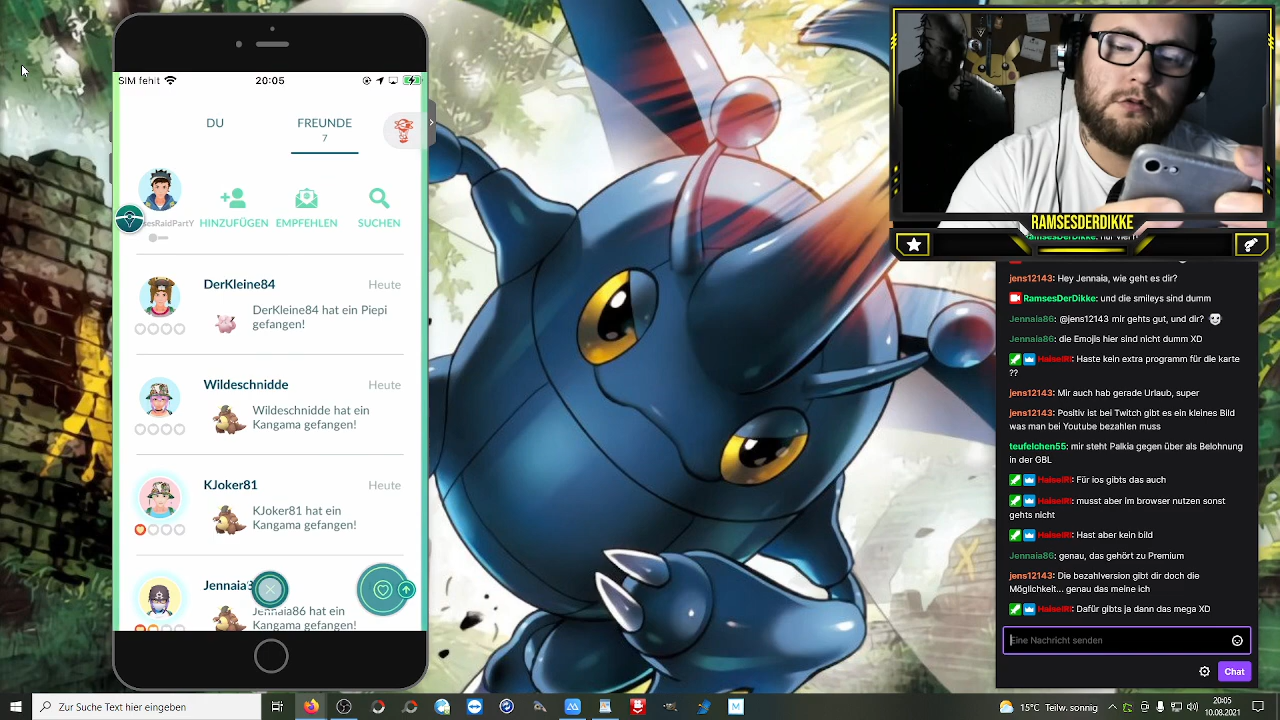 SIM fehlt
20:05
DU
FREUNDE
7
HINZUFÜGEN
EMPFEHLEN
SUCHEN
DerKleine84
Heute
DerKleine84 hat ein Piepi
gefangen!
Wildeschnidde
Heute
Wildeschnidde hat ein
Kangama gefangen!
KJoker81
Heute
KJoker81 hat ein
Kangama gefangen!
Jennaia86 hat ein
Kangama gefangen!
RAMSESDERDIKKE
jens12143: Hey Jennaia, wie geht es dir?
RamsesDerDikke: und die smileys sind dumm
Jennaia86: @jens12143 mir gehts gut, und dir?
Jennaia86: die Emojis hier sind nicht dumm XD
: Haste kein extra programm für die karte
??
jens12143: Mir auch hab gerade Urlaub, super
jens12143: Positiv ist bei Twitch gibt es ein kleines Bild
was man bei Youtube bezahlen muss
teufelchen55: mir steht Palkia gegen über als Belohnung
in der GBL
: Für ios gibts das auch
: musst aber im browser nutzen sonst
gehts nicht
: Hast aber kein bild
Jennaia86: genau, das gehört zu Premium
jens12143: Die bezahlversion gibt dir doch die
Möglichkeit... genau das meine ich
: Dafür gibts ja dann das mega XD
Eine Nachricht senden
Chat
Zur Suche Text hier eingeben
20:05
10.08.2021